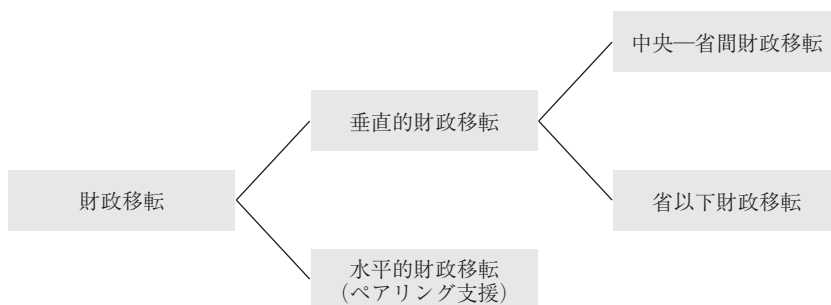 中央―省間財政移転
垂直的財政移転
財政移転
省以下財政移転
水平的財政移転
（ペアリング支援）